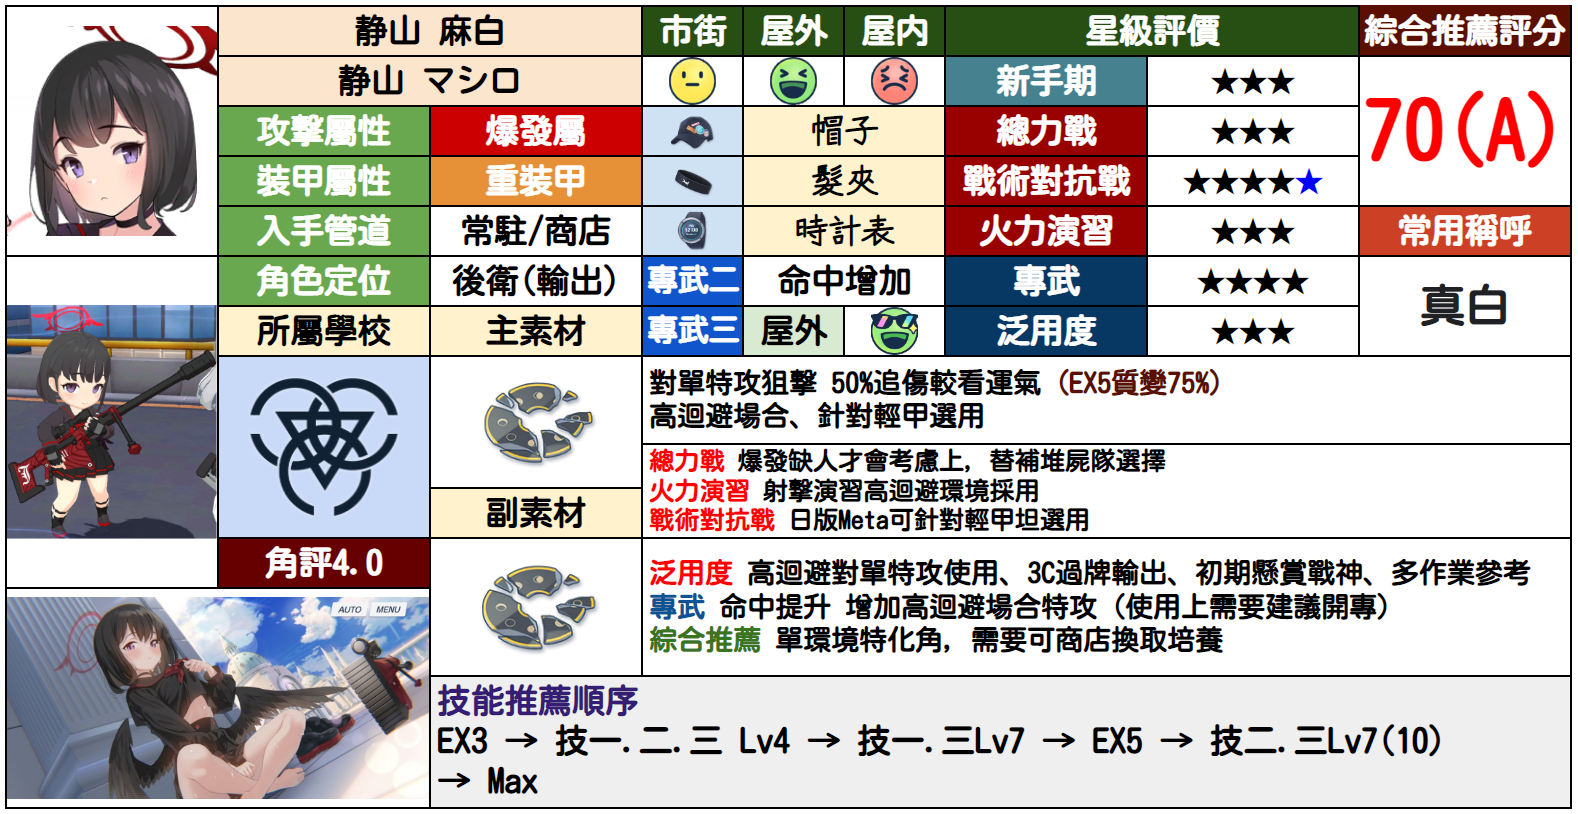 静山 麻白
市街 屋外 屋内
星級評價
綜合推薦評分
静山 マシロ
新手期
★★★
70(A)
攻擊屬性
爆發屬
帽子
總力戰
★★★
裝甲屬性
重裝甲
髮夾
戰術對抗戰
★★★★★
入手管道
常駐/商店
時計表
火力演習
★★★
常用稱呼
角色定位
後衛(輸出)
專武二
命中增加
專武
★★★★
真白
所屬學校
主素材
專武三
屋外
泛用度
★★★
對單特攻狙擊 50%追傷較看運氣 (EX5質變75%)
高迴避場合、針對輕甲選用
總力戰 爆發缺人才會考慮上, 替補堆屍隊選擇
火力演習 射擊演習高迴避環境採用
戰術對抗戰 日版Meta可針對輕甲坦選用
副素材
角評4.0
泛用度 高迴避對單特攻使用、3C過牌輸出、初期懸賞戰神、多作業參考
專武 命中提升 增加高迴避場合特攻 (使用上需要建議開專)
綜合推薦 單環境特化角, 需要可商店換取培養
AUTO MENU
技能推薦順序
EX3 → 技一.二.三 Lv4 → 技一.三Lv7 → EX5 → 技二.三Lv7(10)
→ Max